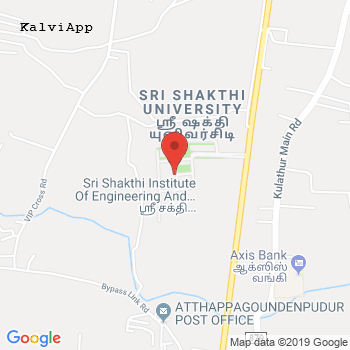 KalviApp
SRI SHAKTHI
UNIVERSITY
ஸ்ரீ ஷக்தி
யுனிவர்சிடி
Kulathur Main Rd
Sri Shakthi Institute
Of Engineering And...
ஸ்ரீ சக்தி...
VIP Cross Rd
Axis Bank
ஆக்ஸிஸ்
வங்கி
Bypass Link Rd
ATTHAPPAGOUNDENPUDUR
POST OFFICE
Google
Map data ©2019 Google